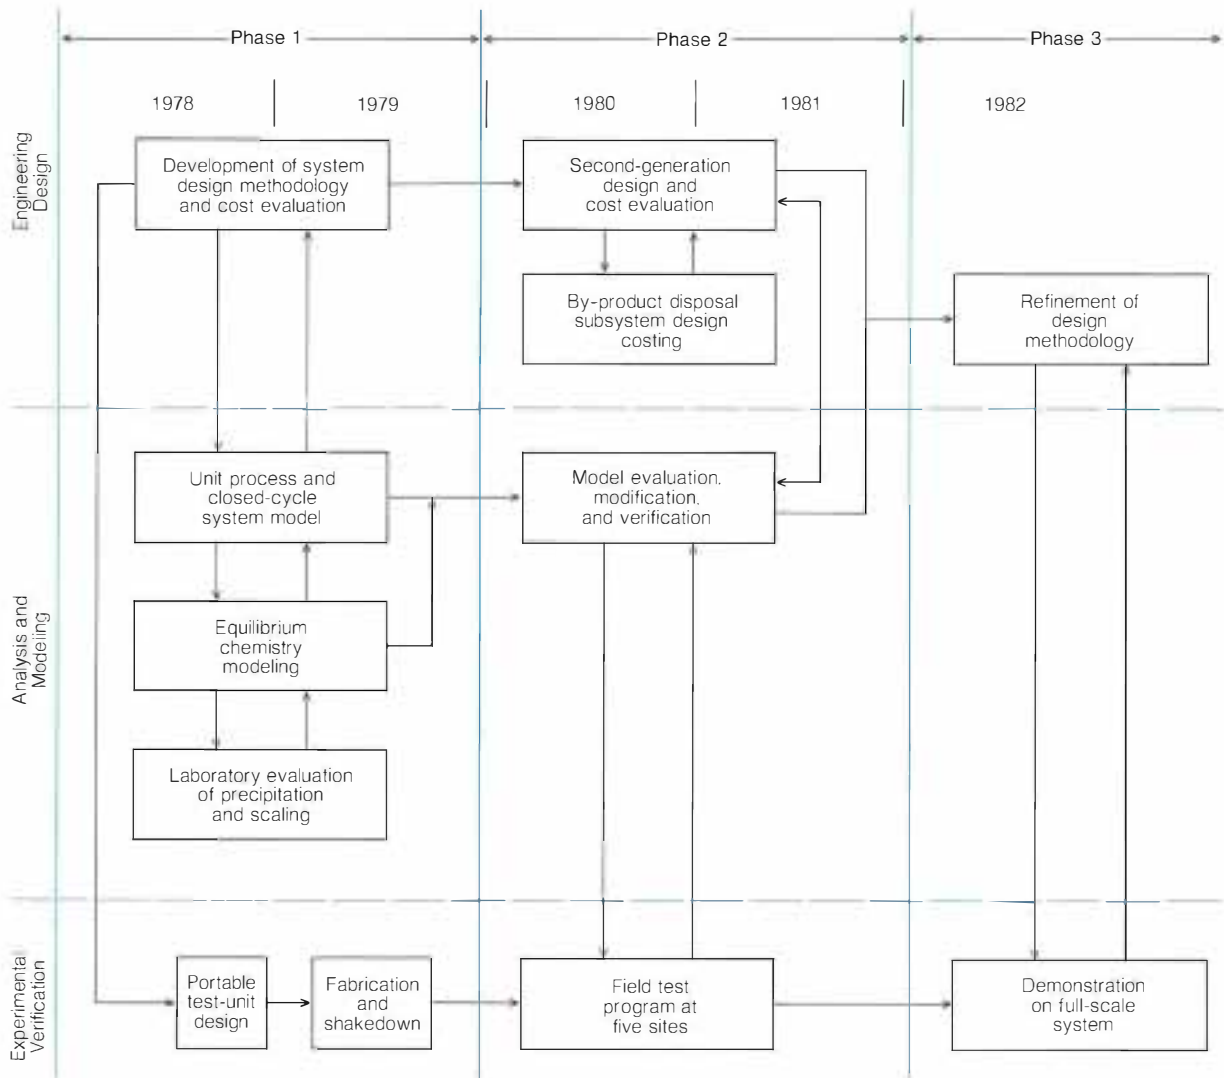 Phase 1
Phase 2
Phase 3
1978
1979
1980
1981
1982
Engineering
Design
Development of system
design methodology
and cost evaluation
Second-generation
design and
cost evaluation
By-product disposal
subsystem design
costing
Refinement of
design
methodology
Analysis and
Modeling
Unit process and
closed-cycle
system model
Model evaluation,
modification,
and verification
Equilibrium
chemistry
modeling
Laboratory evaluation
of precipitation
and scaling
Experimental
Verification
Portable
test-unit
design
Fabrication
and
shakedown
Field test
program at
five sites
Demonstration
on full-scale
system